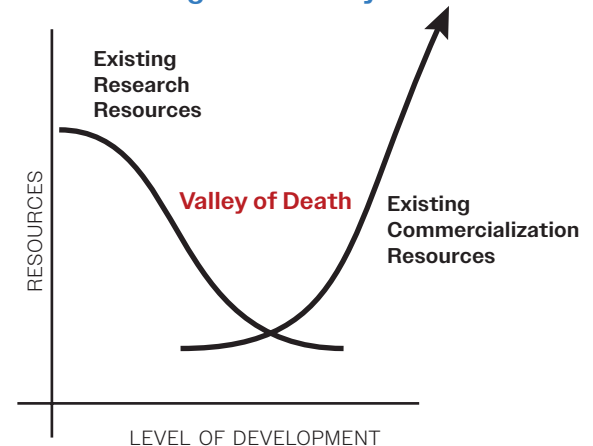 Existing
Research
Resources
Valley of Death
Existing
Commercialization
Resources
RESOURCES
LEVEL OF DEVELOPMENT